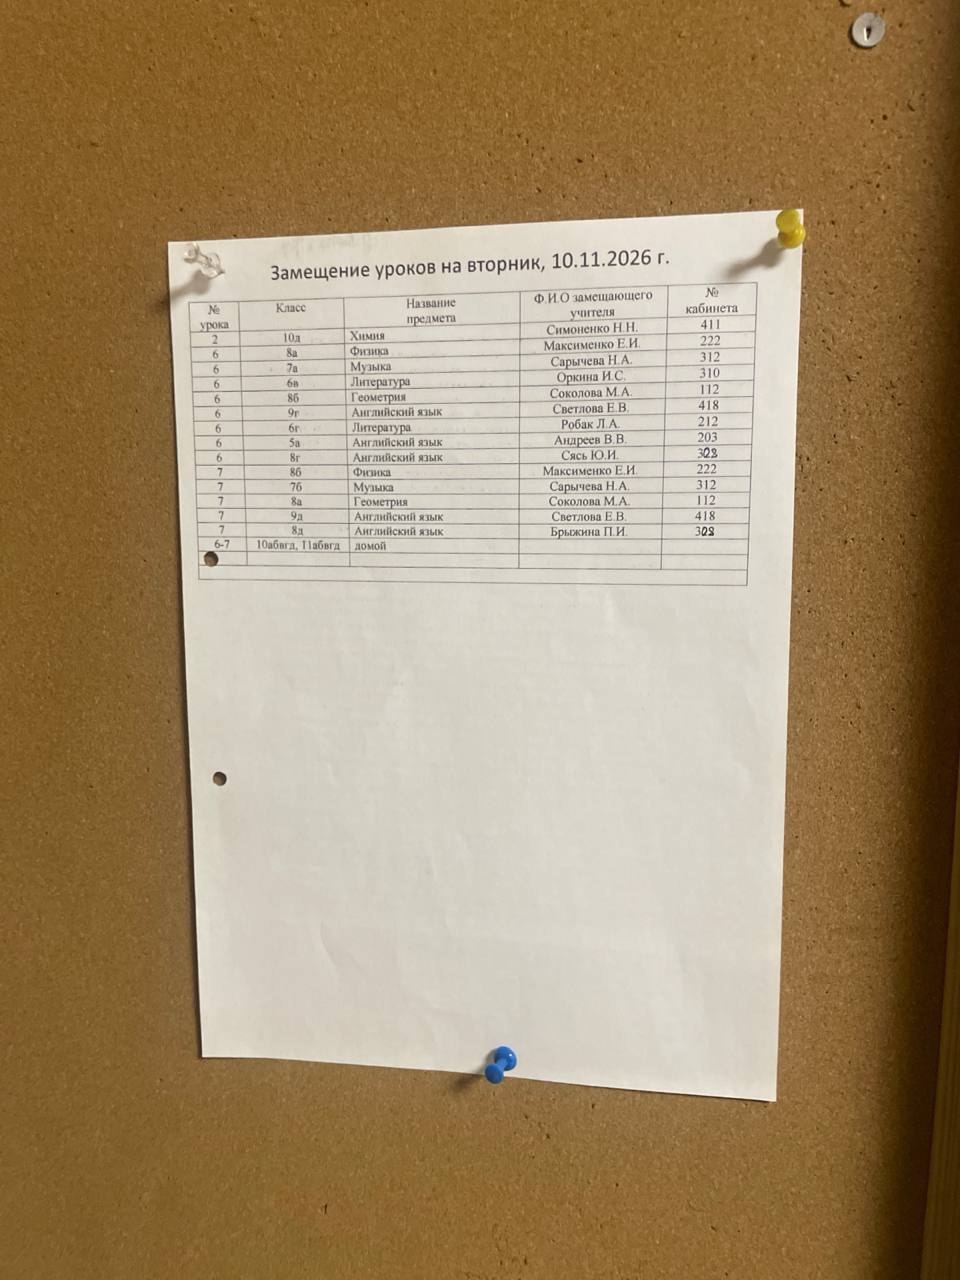 Замещение уроков на вторник, 10.11.2026 г.
№ урока Класс Название предмета Ф.И.О замещающего учителя № кабинета
2 10д Химия Симоненко Н.Н. 411
6 8а Физика Максименко Е.И. 222
6 7а Музыка Сарычева Н.А. 312
6 6в Литература Оркина И.С. 310
6 8б Геометрия Соколова М.А. 112
6 9г Английский язык Светлова Е.В. 418
6 6г Литература Робак Л.А. 212
6 5а Английский язык Андреев В.В. 203
6 8г Английский язык Сясь Ю.И.
7 8б Физика Максименко Е.И. 222
7 7б Музыка Сарычева Н.А. 312
7 8а Геометрия Соколова М.А. 112
7 9д Английский язык Светлова Е.В. 418
7 8д Английский язык Брыжина П.И.
6-7 10абвгд, 11абвгд домой